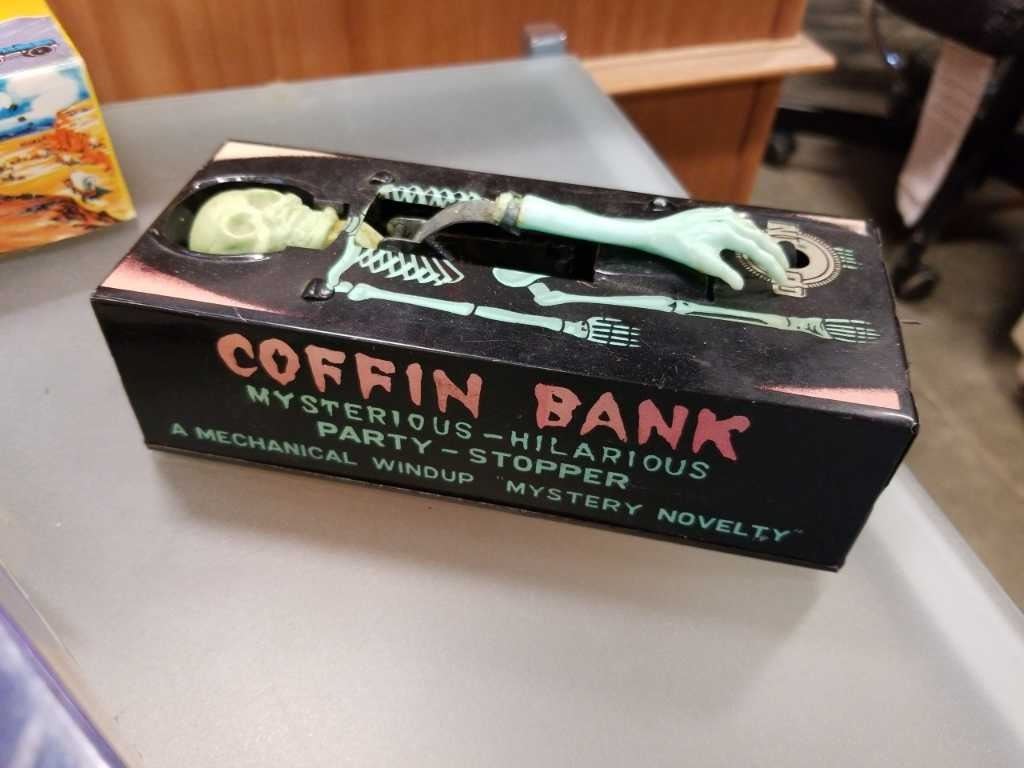 COFFIN BANK
MYSTERIOUS - HILARIOUS
PARTY - STOPPER
A MECHANICAL WINDUP "MYSTERY NOVELTY"